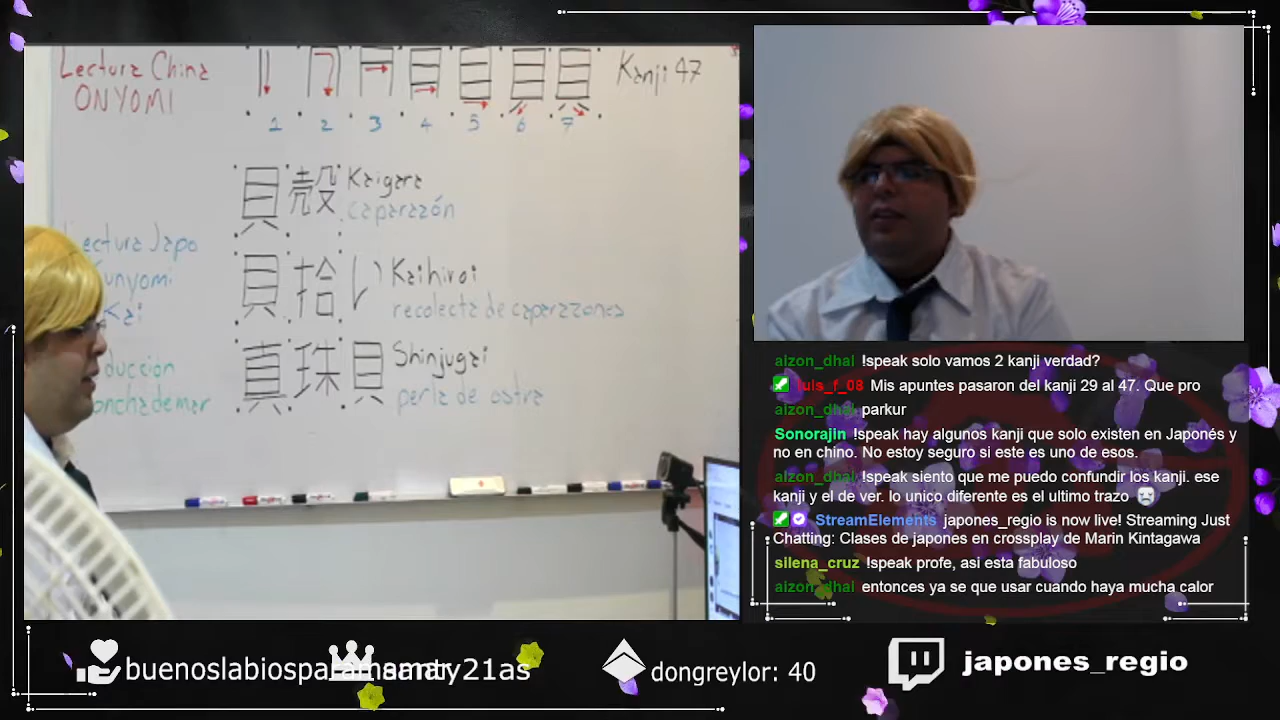 Lectura China
ONYOMI
Kanji 47
1 2 3 4 5 6 7
貝殻 Kaigara
caparazón
貝拾い Kaihiroi
recolecta de caparazones
真珠貝 Shinjugai
perla de ostra
Lectura Japo
unyomi
Kai
ducción
oncha de mar
aizon_dhal !speak solo vamos 2 kanji verdad?
luis_f_08 Mis apuntes pasaron del kanji 29 al 47. Que pro
aizon_dhal parkur
Sonorajin !speak hay algunos kanji que solo existen en Japonés y
no en chino. No estoy seguro si este es uno de esos.
aizon_dhal !speak siento que me puedo confundir los kanji. ese
kanji y el de ver. lo unico diferente es el ultimo trazo
StreamElements japones_regio is now live! Streaming Just
Chatting: Clases de japones en crossplay de Marin Kintagawa
silena_cruz !speak profe, asi esta fabuloso
aizon_dhal entonces ya se que usar cuando haya mucha calor
dongreylor: 40
japones_regio